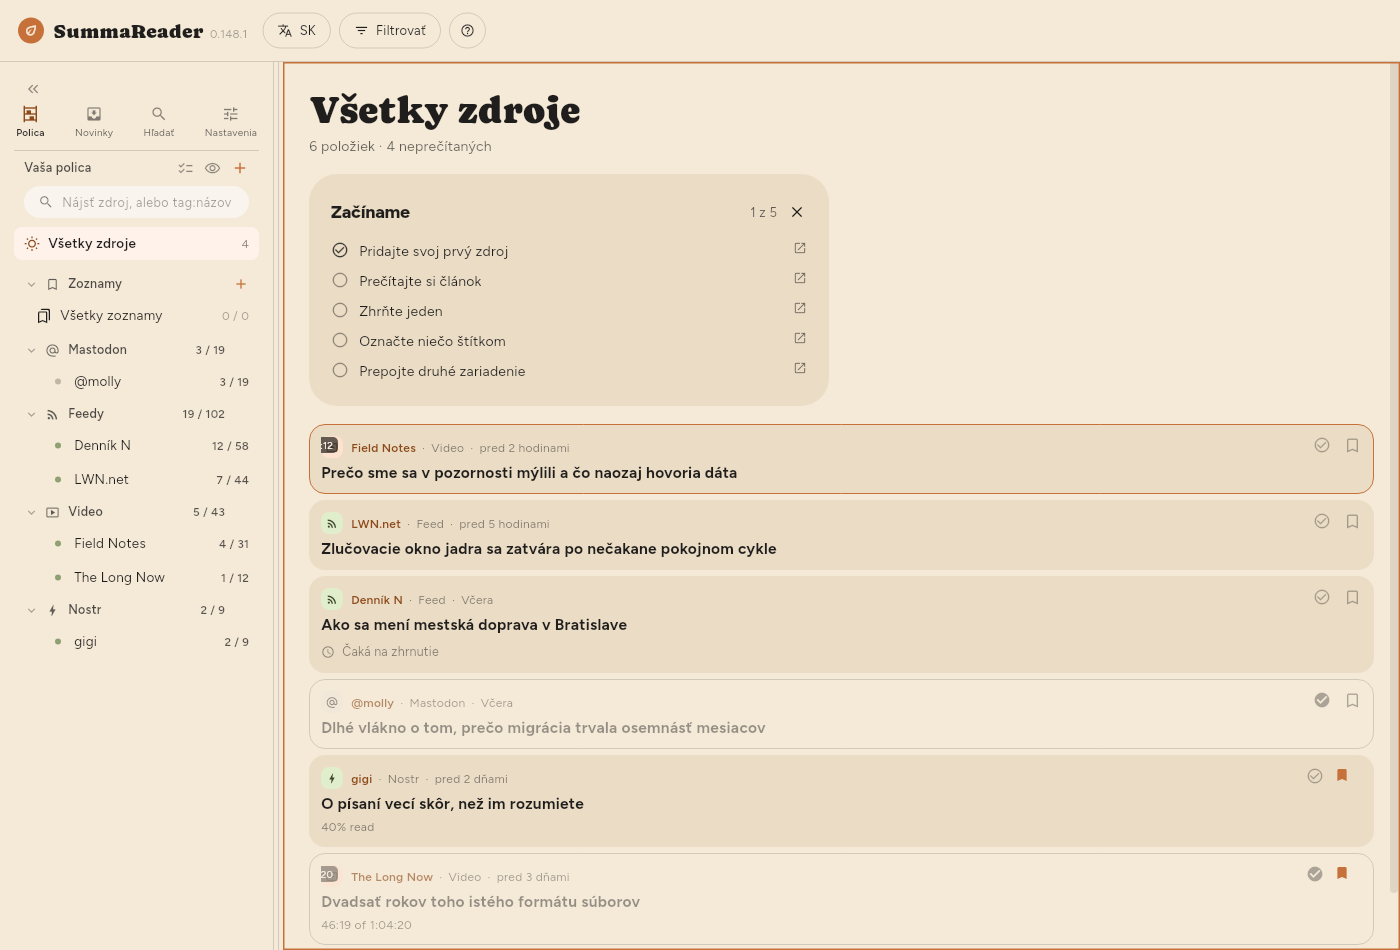 SummaReader 0.148.1 SK Filtrovať
Polica Novinky Hľadať Nastavenia
Vaša polica
Nájsť zdroj, alebo tag:názov
Všetky zdroje 4
Zoznamy
Všetky zoznamy 0 / 0
Mastodon 3 / 19
@molly 3 / 19
Feedy 19 / 102
Denník N 12 / 58
LWN.net 7 / 44
Video 5 / 43
Field Notes 4 / 31
The Long Now 1 / 12
Nostr 2 / 9
gigi 2 / 9
Všetky zdroje
6 položiek · 4 neprečítaných
Začíname 1 z 5
Pridajte svoj prvý zdroj
Prečítajte si článok
Zhrňte jeden
Označte niečo štítkom
Prepojte druhé zariadenie
:12 Field Notes · Video · pred 2 hodinami
Prečo sme sa v pozornosti mýlili a čo naozaj hovoria dáta
LWN.net · Feed · pred 5 hodinami
Zlučovacie okno jadra sa zatvára po nečakane pokojnom cykle
Denník N · Feed · Včera
Ako sa mení mestská doprava v Bratislave
Čaká na zhrnutie
@molly · Mastodon · Včera
Dlhé vlákno o tom, prečo migrácia trvala osemnásť mesiacov
gigi · Nostr · pred 2 dňami
O písaní vecí skôr, než im rozumiete
40% read
20 The Long Now · Video · pred 3 dňami
Dvadsať rokov toho istého formátu súborov
46:19 of 1:04:20